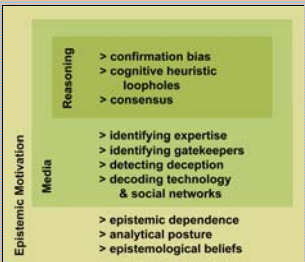 Reasoning
> confirmation bias
> cognitive heuristic
loopholes
> consensus
Media
> identifying expertise
> identifying gatekeepers
> detecting deception
> decoding technology
& social networks
Epistemic Motivation
> epistemic dependence
> analytical posture
> epistemological beliefs